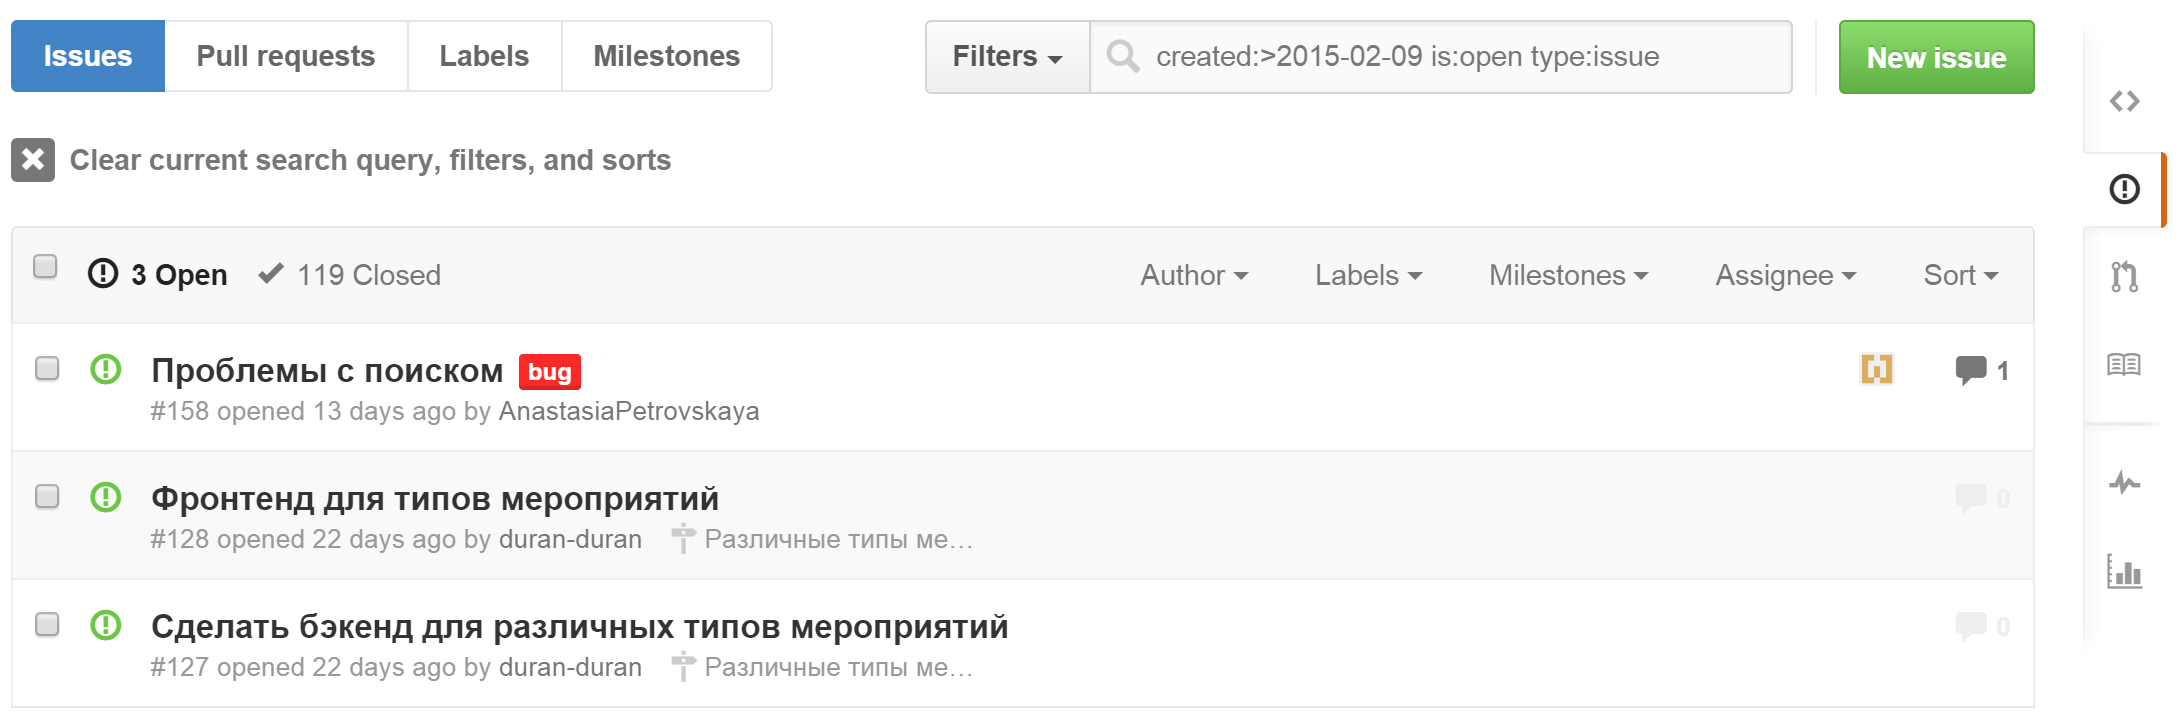 Issues Pull requests Labels Milestones Filters created:>2015-02-09 is:open type:issue New issue
Clear current search query, filters, and sorts
3 Open 119 Closed Author Labels Milestones Assignee Sort
Проблемы с поиском bug 1
#158 opened 13 days ago by AnastasiaPetrovskaya
Фронтенд для типов мероприятий 0
#128 opened 22 days ago by duran-duran Различные типы ме…
Сделать бэкенд для различных типов мероприятий 0
#127 opened 22 days ago by duran-duran Различные типы ме…